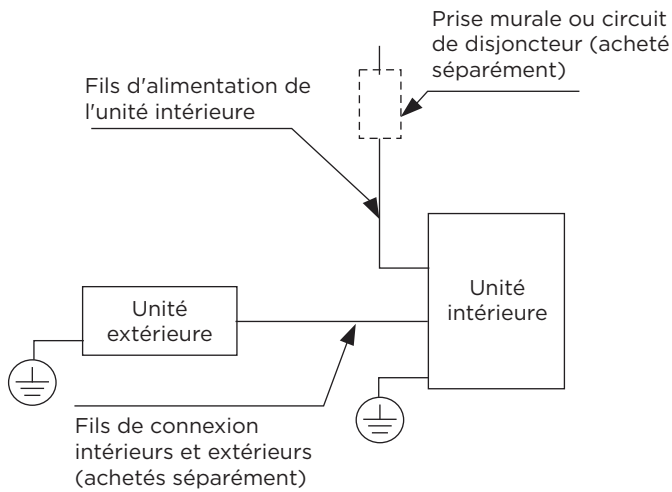 Prise murale ou circuit
de disjoncteur (acheté
séparément)
Fils d'alimentation de
l'unité intérieure
Unité
intérieure
Unité
extérieure
Fils de connexion
intérieurs et extérieurs
(achetés séparément)